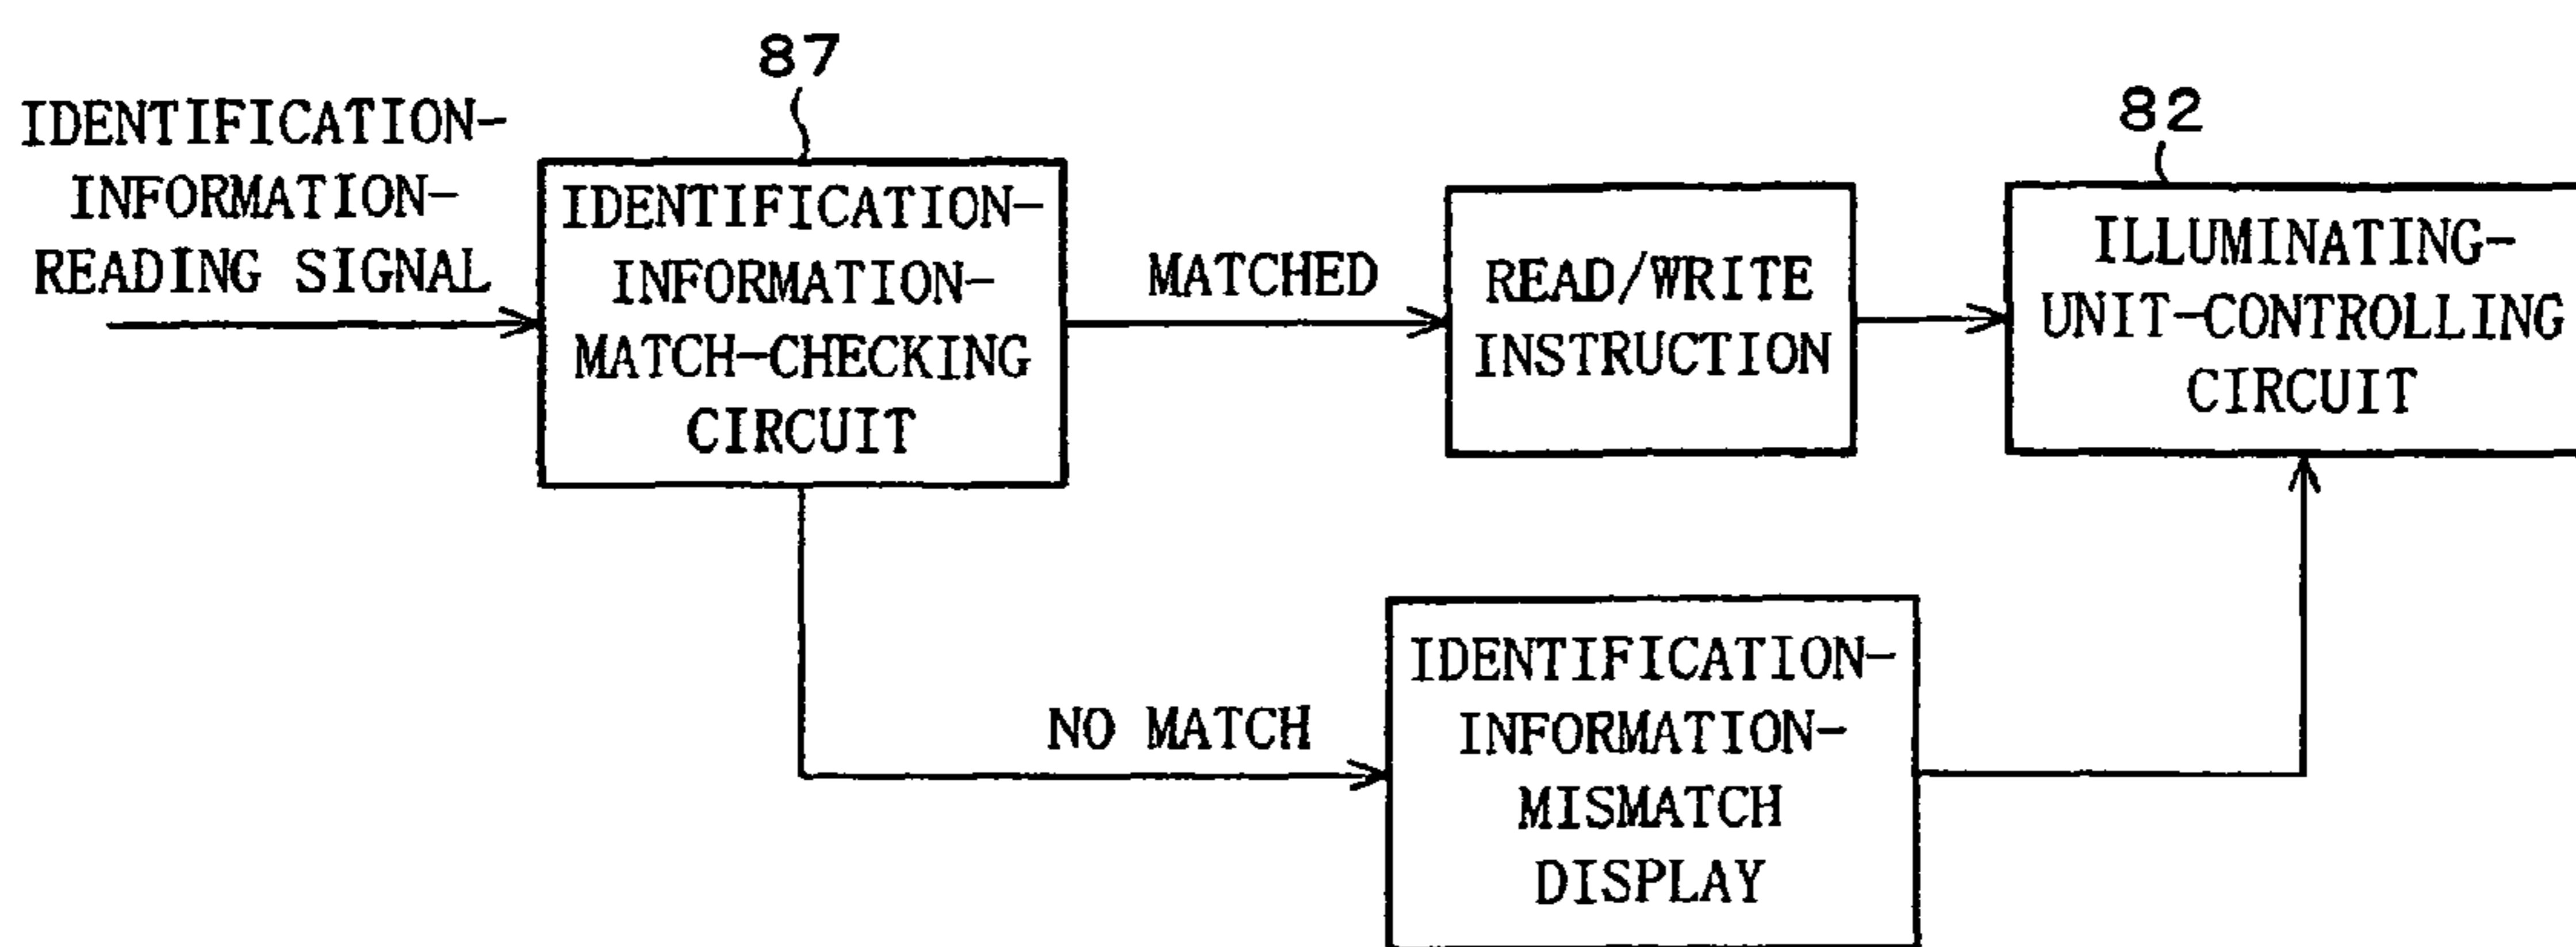 87
IDENTIFICATION-
INFORMATION-
READING SIGNAL
IDENTIFICATION-
INFORMATION-
MATCH-CHECKING
CIRCUIT
MATCHED
READ/WRITE
INSTRUCTION
82
ILLUMINATING-
UNIT-CONTROLLING
CIRCUIT
NO MATCH
IDENTIFICATION-
INFORMATION-
MISMATCH
DISPLAY